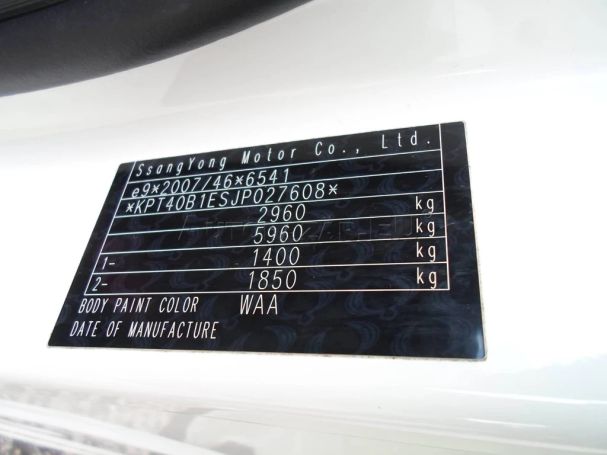 SsangYong Motor Co., Ltd.
e9*2007/46*6541
*KPT40B1ESJP027608*
2960 kg
5960 kg
1- 1400 kg
2- 1850 kg
BODY PAINT COLOR WAA
DATE OF MANUFACTURE